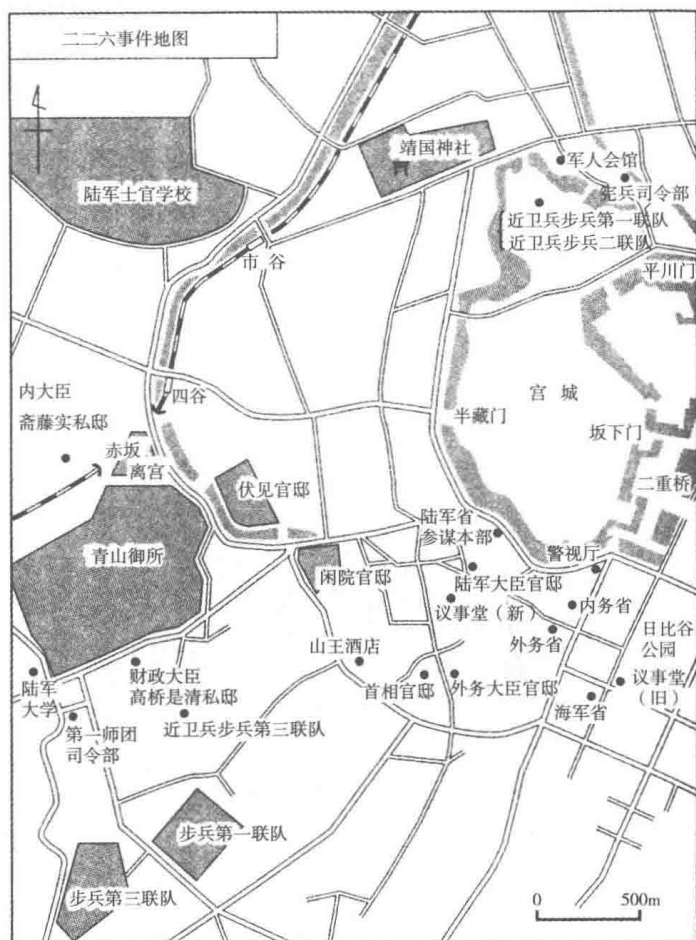 二二六事件地图
靖国神社
军人会馆
宪兵司令部
陆军士官学校
近卫兵步兵第一联队
近卫兵步兵二联队
市谷
平川门
内大臣
斋藤实私邸
四谷
半藏门
宫城
坂下门
赤坂
离宫
伏见官邸
二重桥
陆军省
参谋本部
青山御所
警视厅
闲院官邸
陆军大臣官邸
议事堂（新）
内务省
日比谷
公园
外务省
山王酒店
陆军
大学
财政大臣
高桥是清私邸
首相官邸
外务大臣官邸
议事堂
（旧）
海军省
第一师团
司令部
近卫兵步兵第三联队
步兵第一联队
步兵第三联队
0 500m